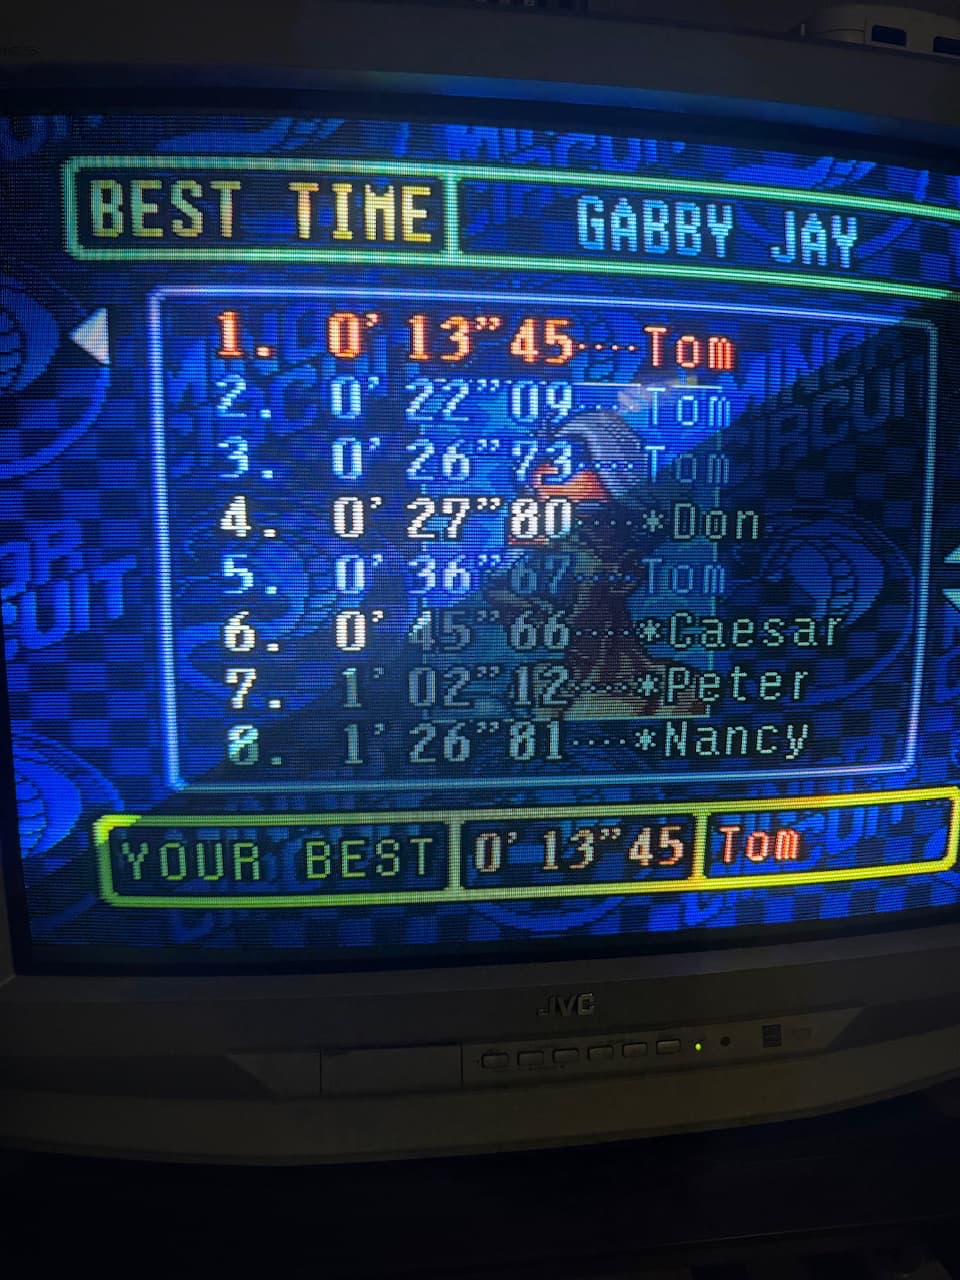 BEST TIME GABBY JAY
1. 0'13"45····Tom
2. 0'22"09····Tom
3. 0'26"73····Tom
4. 0'27"80····*Don
5. 0'36"67····Tom
6. 0'45"66····*Caesar
7. 1'02"12····*Peter
8. 1'26"81····*Nancy
YOUR BEST 0'13"45 Tom
JVC